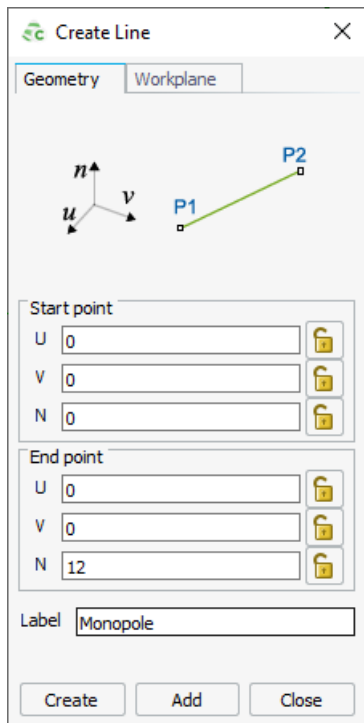 Create Line
Geometry Workplane
n
v
u
P1
P2
Start point
U 0
V 0
N 0
End point
U 0
V 0
N 12
Label Monopole
Create Add Close